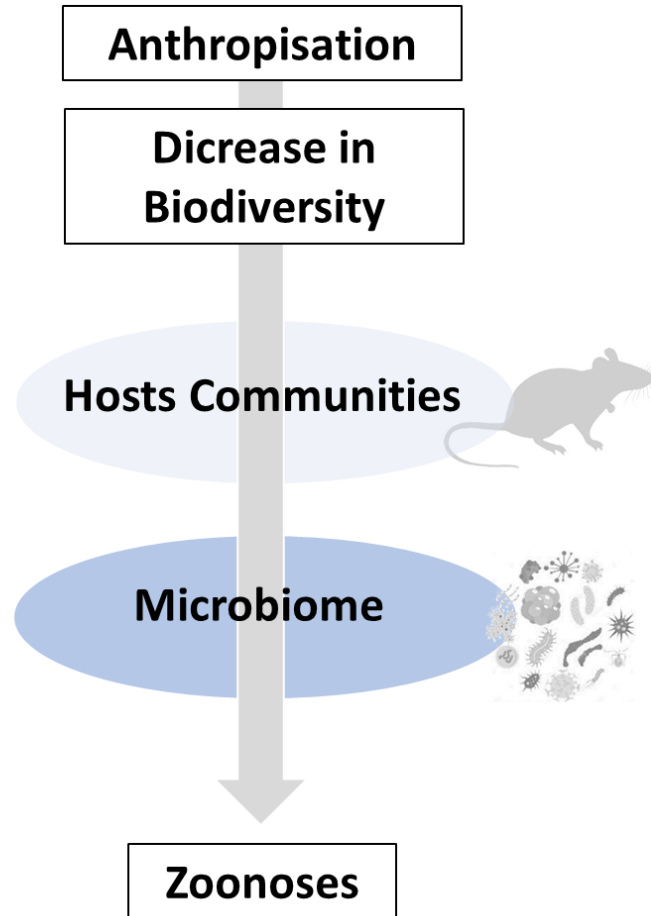 Anthropisation
Dicrease in
Biodiversity
Hosts Communities
Microbiome
Zoonoses